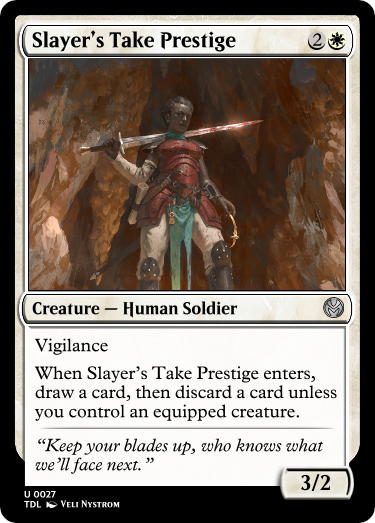 Slayer's Take Prestige 2
Creature — Human Soldier
Vigilance
When Slayer's Take Prestige enters,
draw a card, then discard a card unless
you control an equipped creature.
"Keep your blades up, who knows what
we'll face next."
3/2
U 0027
TDL VELI NYSTROM